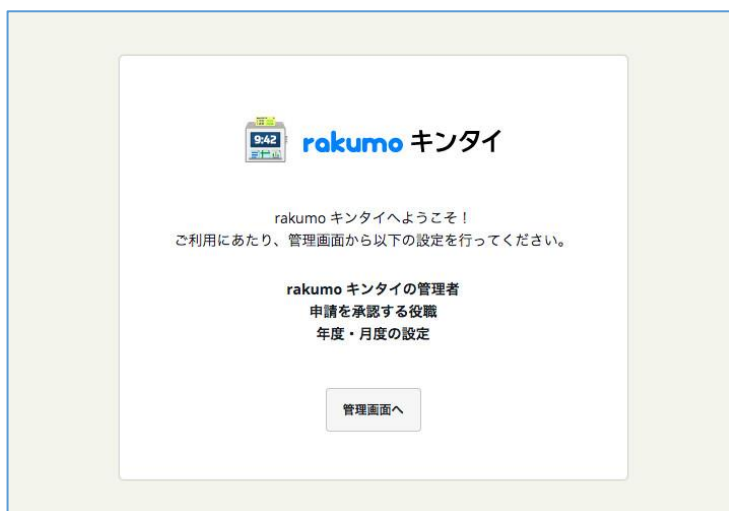 9:42
rakumo キンタイ
rakumo キンタイへようこそ！
ご利用にあたり、管理画面から以下の設定を行ってください。
rakumo キンタイの管理者
申請を承認する役職
年度・月度の設定
管理画面へ